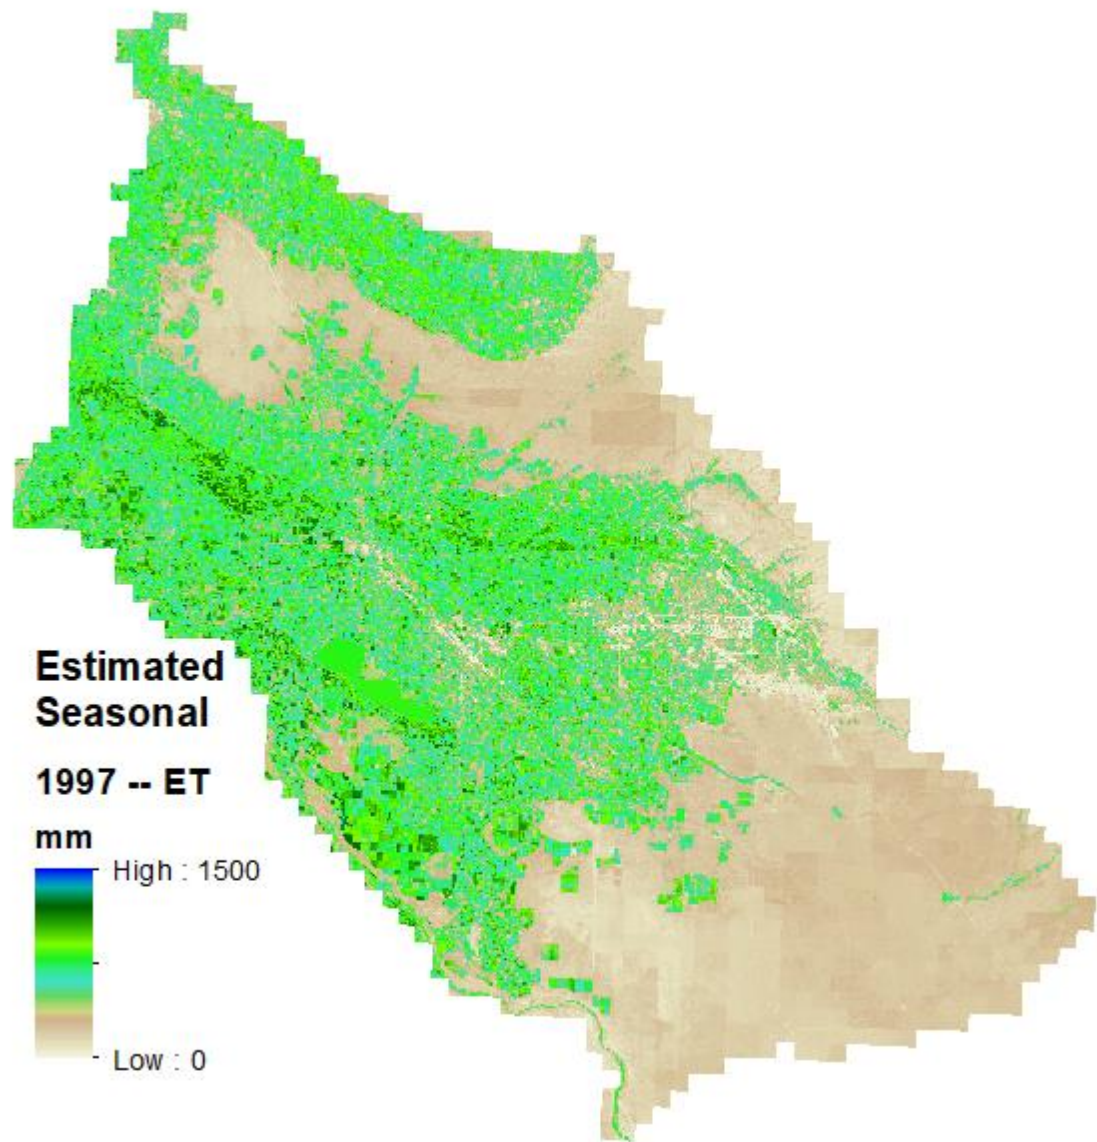 Estimated
Seasonal
1997 -- ET
mm
High : 1500
Low : 0